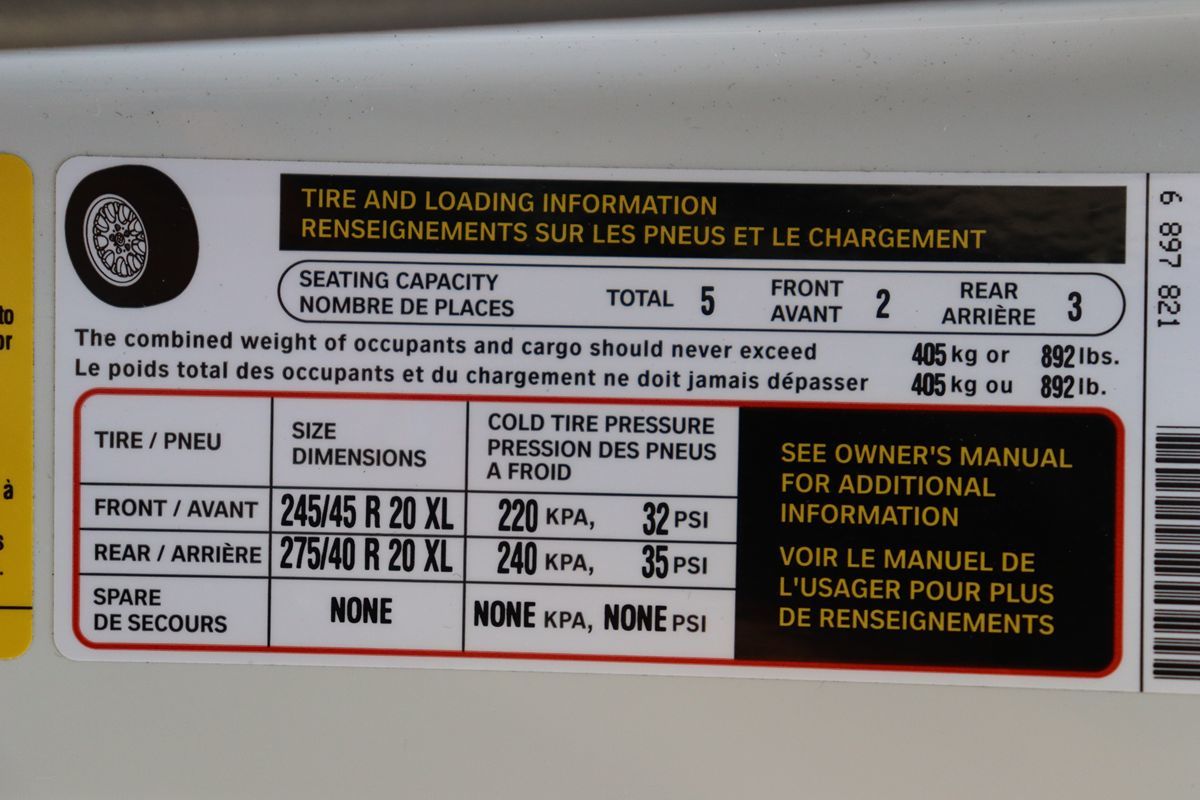 TIRE AND LOADING INFORMATION
RENSEIGNEMENTS SUR LES PNEUS ET LE CHARGEMENT
SEATING CAPACITY
NOMBRE DE PLACES
TOTAL 5
FRONT
AVANT
2
REAR
ARRIÈRE
3
The combined weight of occupants and cargo should never exceed 405 kg or 892 lbs.
Le poids total des occupants et du chargement ne doit jamais dépasser 405 kg ou 892 lb.
TIRE / PNEU
SIZE
DIMENSIONS
COLD TIRE PRESSURE
PRESSION DES PNEUS
A FROID
FRONT / AVANT 245/45 R 20 XL 220 KPA, 32 PSI
REAR / ARRIÈRE 275/40 R 20 XL 240 KPA, 35 PSI
SPARE
DE SECOURS
NONE
NONE KPA, NONE PSI
SEE OWNER'S MANUAL
FOR ADDITIONAL
INFORMATION
VOIR LE MANUEL DE
L'USAGER POUR PLUS
DE RENSEIGNEMENTS
6 897 821
to
or
à